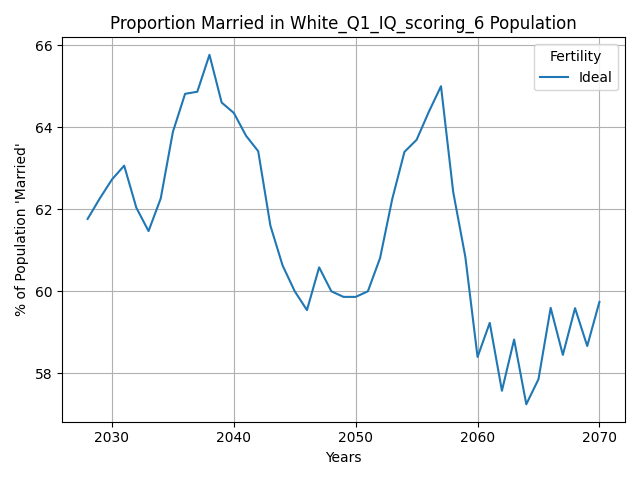 Proportion Married in White_Q1_IQ_scoring_6 Population
66
64
62
60
58
% of Population 'Married'
Fertility
Ideal
2030 2040 2050 2060 2070
Years